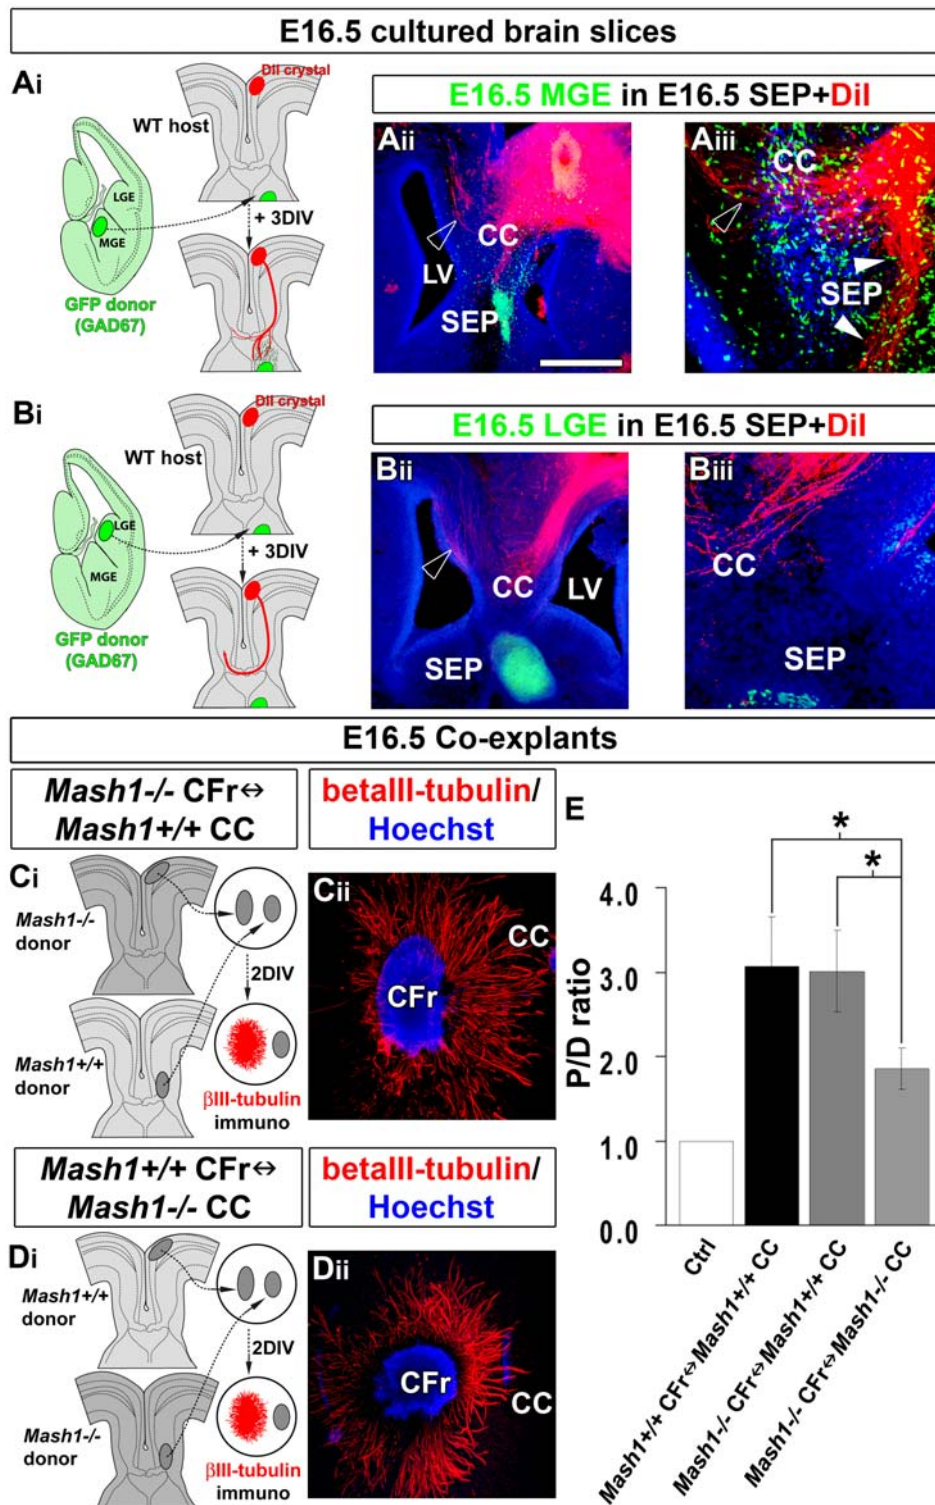 E16.5 cultured brain slices
Ai
DiI crystal
WT host
LGE
MGE
+ 3DIV
GFP donor
(GAD67)
E16.5 MGE in E16.5 SEP+DiI
Aii
CC
LV
SEP
Aiii
CC
SEP
Bi
DiI crystal
WT host
LGE
MGE
+ 3DIV
GFP donor
(GAD67)
E16.5 LGE in E16.5 SEP+DiI
Bii
CC
LV
SEP
Biii
CC
SEP
E16.5 Co-explants
Mash1-/- CFr↔
Mash1+/+ CC
betaIII-tubulin/
Hoechst
Ci
Mash1-/-
donor
2DIV
Mash1+/+
donor
βIII-tubulin
immuno
Cii
CC
CFr
Mash1+/+ CFr↔
Mash1-/- CC
betaIII-tubulin/
Hoechst
Di
Mash1+/+
donor
2DIV
Mash1-/-
donor
βIII-tubulin
immuno
Dii
CFr
CC
E
*
*
P/D ratio
4.0
3.0
2.0
1.0
0.0
Ctrl
Mash1+/+ CFr↔Mash1+/+ CC
Mash1-/- CFr↔Mash1+/+ CC
Mash1-/- CFr↔Mash1-/- CC